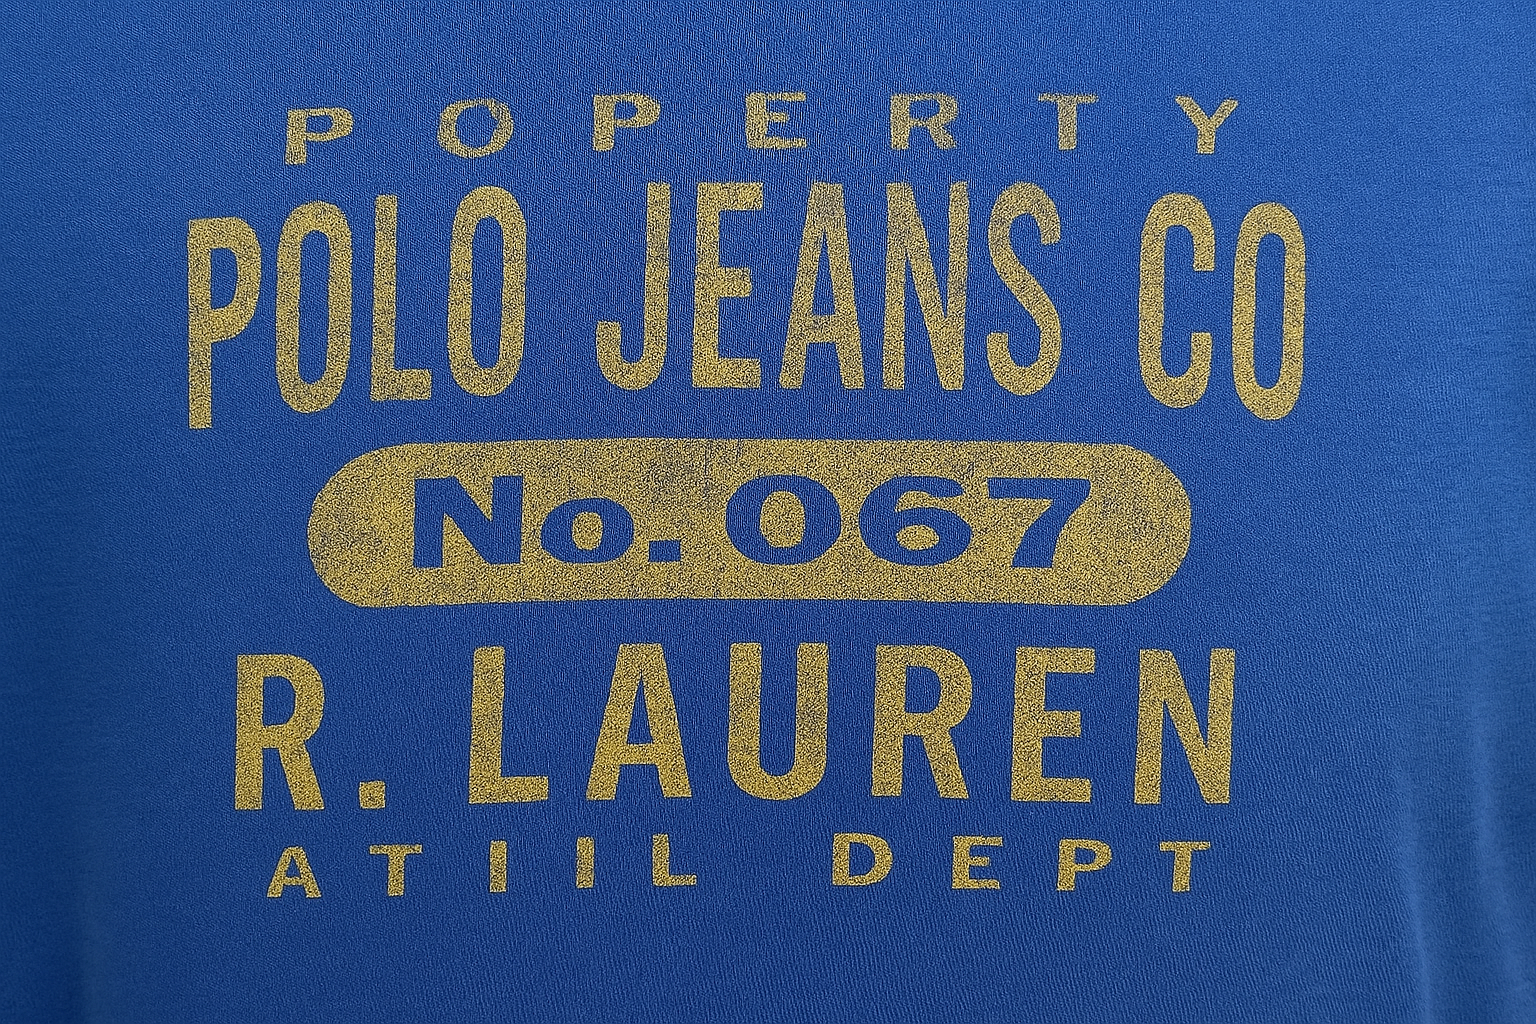 POPERTY
POLO JEANS CO
No. 067
R. LAUREN
ATIIL DEPT